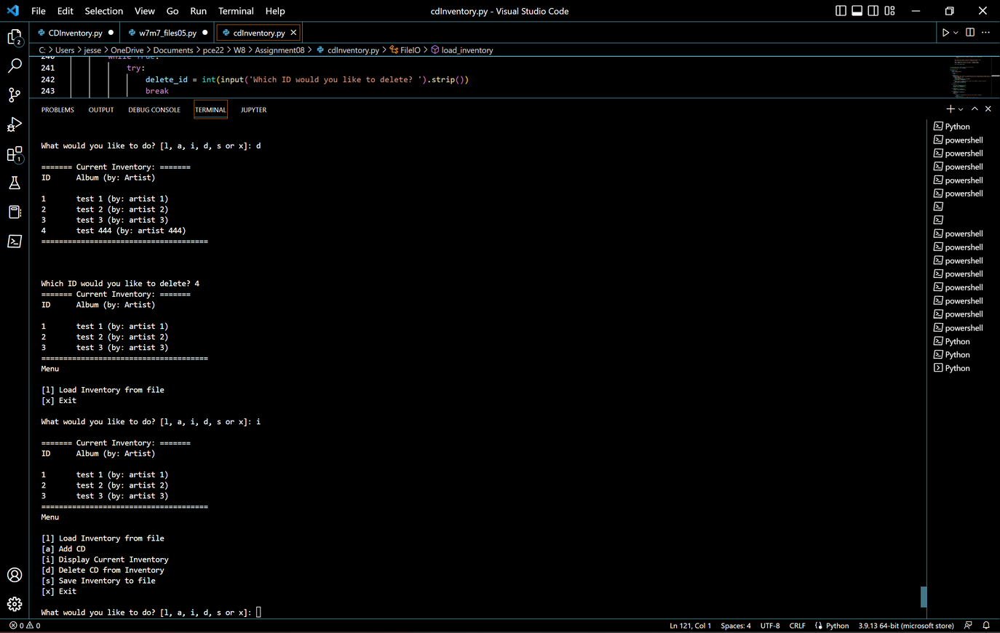 File Edit Selection View Go Run Terminal Help
cdInventory.py - Visual Studio Code
CDInventory.py
w7m7_files05.py
cdInventory.py
C: > Users > jesse > OneDrive > Documents > pce22 > W8 > Assignment08 > cdInventory.py > FileIO > load_inventory
240 while True:
241 try:
242 delete_id = int(input('Which ID would you like to delete? ').strip())
243 break
PROBLEMS OUTPUT DEBUG CONSOLE TERMINAL JUPYTER
What would you like to do? [l, a, i, d, s or x]: d
======= Current Inventory: =======
ID Album (by: Artist)
1 test 1 (by: artist 1)
2 test 2 (by: artist 2)
3 test 3 (by: artist 3)
4 test 444 (by: artist 444)
======================================
Which ID would you like to delete? 4
======= Current Inventory: =======
ID Album (by: Artist)
1 test 1 (by: artist 1)
2 test 2 (by: artist 2)
3 test 3 (by: artist 3)
======================================
Menu
[l] Load Inventory from file
[x] Exit
What would you like to do? [l, a, i, d, s or x]: i
======= Current Inventory: =======
ID Album (by: Artist)
1 test 1 (by: artist 1)
2 test 2 (by: artist 2)
3 test 3 (by: artist 3)
======================================
Menu
[l] Load Inventory from file
[a] Add CD
[i] Display Current Inventory
[d] Delete CD from Inventory
[s] Save Inventory to file
[x] Exit
What would you like to do? [l, a, i, d, s or x]:
Python
powershell
powershell
powershell
powershell
powershell
powershell
powershell
powershell
powershell
powershell
powershell
powershell
powershell
Python
Python
Python
2
1
0 0
Ln 121, Col 1 Spaces: 4 UTF-8 CRLF Python 3.9.13 64-bit (microsoft store)